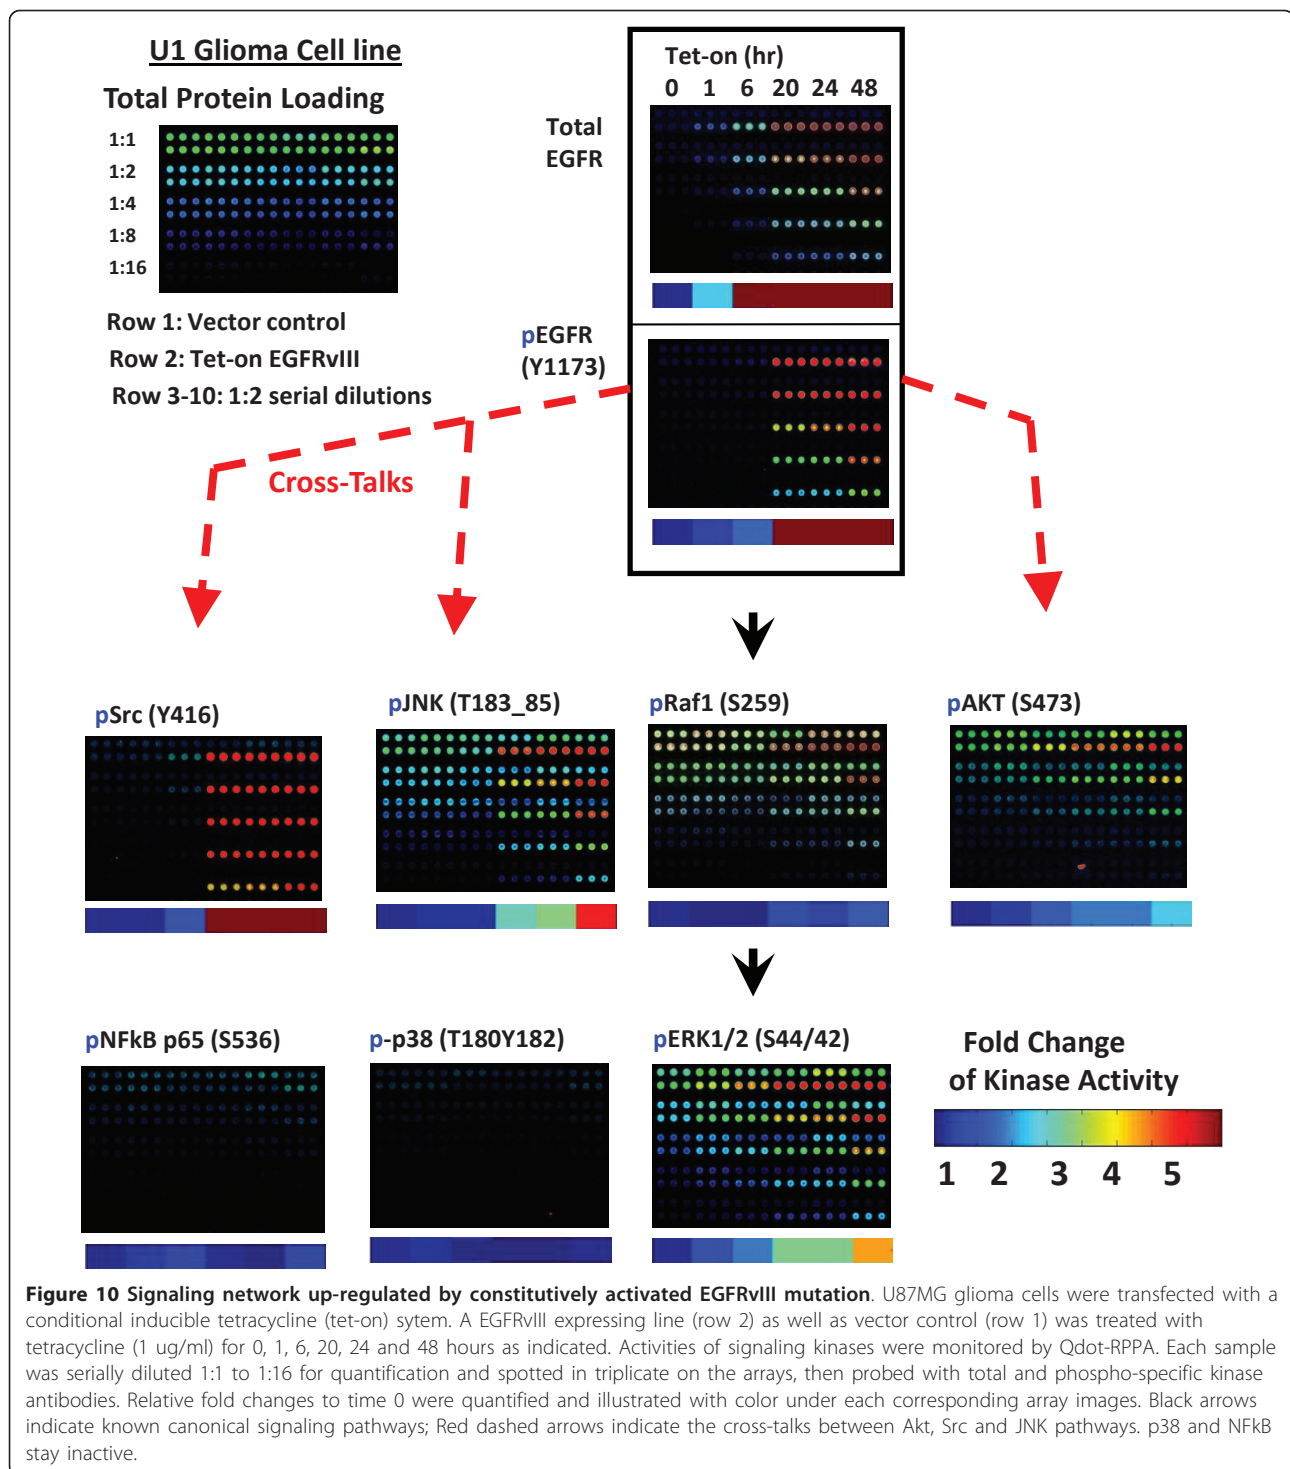 U1 Glioma Cell line
Total Protein Loading
1:1
1:2
1:4
1:8
1:16
Row 1: Vector control
Row 2: Tet-on EGFRvIII
Row 3-10: 1:2 serial dilutions
Tet-on (hr)
0 1 6 20 24 48
Total
EGFR
pEGFR
(Y1173)
Cross-Talks
pSrc (Y416)
pJNK (T183_85)
pRaf1 (S259)
pAKT (S473)
pNFkB p65 (S536)
p-p38 (T180Y182)
pERK1/2 (S44/42)
Fold Change
of Kinase Activity
1 2 3 4 5
Figure 10 Signaling network up-regulated by constitutively activated EGFRvIII mutation. U87MG glioma cells were transfected with a
conditional inducible tetracycline (tet-on) sytem. A EGFRvIII expressing line (row 2) as well as vector control (row 1) was treated with
tetracycline (1 ug/ml) for 0, 1, 6, 20, 24 and 48 hours as indicated. Activities of signaling kinases were monitored by Qdot-RPPA. Each sample
was serially diluted 1:1 to 1:16 for quantification and spotted in triplicate on the arrays, then probed with total and phospho-specific kinase
antibodies. Relative fold changes to time 0 were quantified and illustrated with color under each corresponding array images. Black arrows
indicate known canonical signaling pathways; Red dashed arrows indicate the cross-talks between Akt, Src and JNK pathways. p38 and NFkB
stay inactive.